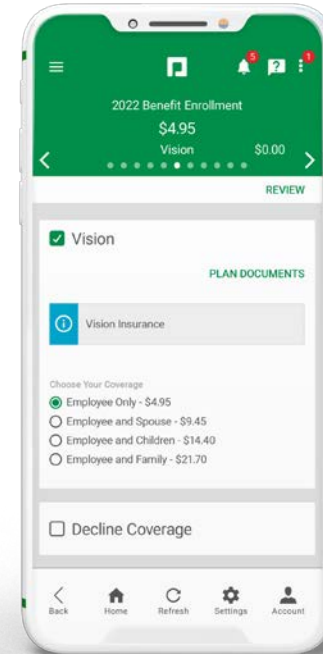 5
?
1
2022 Benefit Enrollment
$4.95
Vision $0.00
REVIEW
Vision
PLAN DOCUMENTS
Vision Insurance
Choose Your Coverage
Employee Only - $4.95
Employee and Spouse - $9.45
Employee and Children - $14.40
Employee and Family - $21.70
Decline Coverage
Back Home Refresh Settings Account